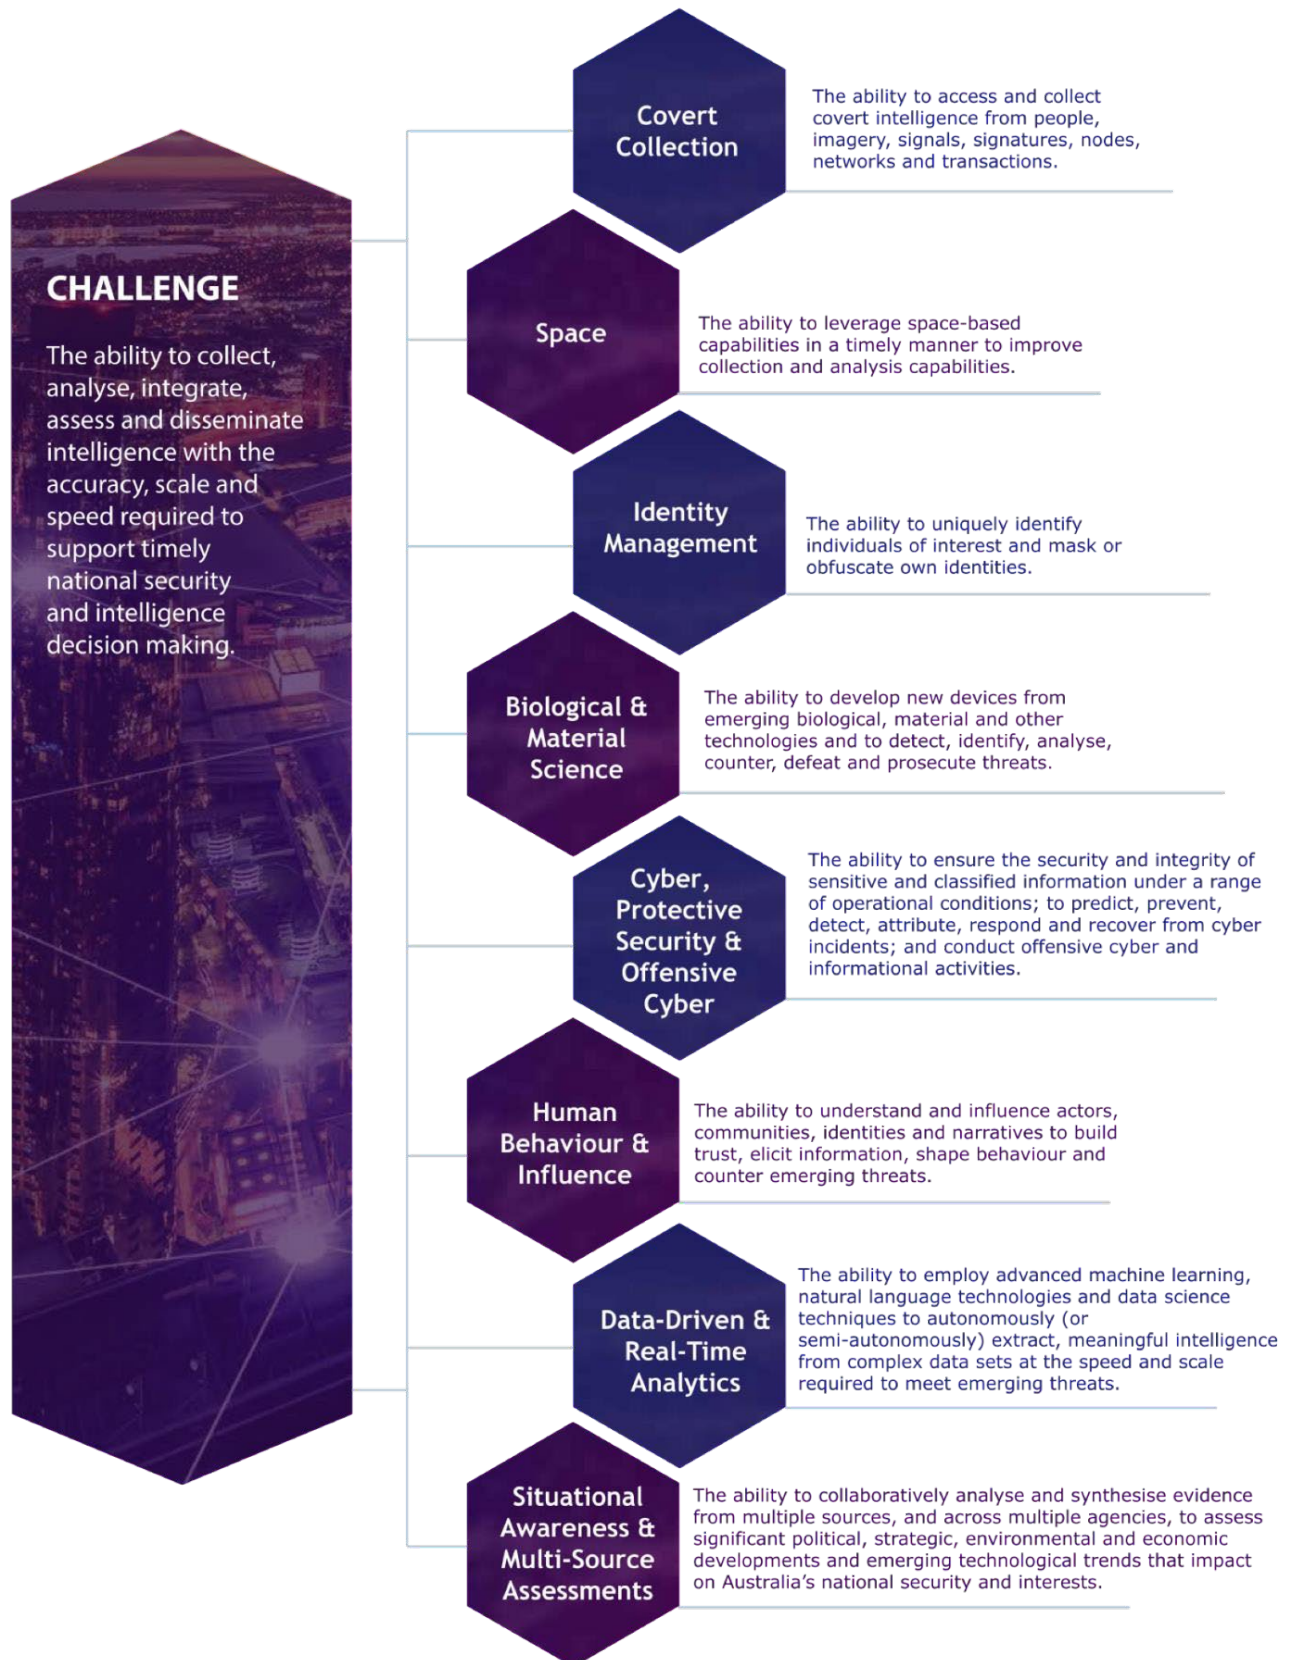 CHALLENGE
The ability to collect,
analyse, integrate,
assess and disseminate
intelligence with the
accuracy, scale and
speed required to
support timely
national security
and intelligence
decision making.
Covert
Collection
The ability to access and collect
covert intelligence from people,
imagery, signals, signatures, nodes,
networks and transactions.
Space
The ability to leverage space-based
capabilities in a timely manner to improve
collection and analysis capabilities.
Identity
Management
The ability to uniquely identify
individuals of interest and mask or
obfuscate own identities.
Biological &
Material
Science
The ability to develop new devices from
emerging biological, material and other
technologies and to detect, identify, analyse,
counter, defeat and prosecute threats.
Cyber,
Protective
Security &
Offensive
Cyber
The ability to ensure the security and integrity of
sensitive and classified information under a range
of operational conditions; to predict, prevent,
detect, attribute, respond and recover from cyber
incidents; and conduct offensive cyber and
informational activities.
Human
Behaviour &
Influence
The ability to understand and influence actors,
communities, identities and narratives to build
trust, elicit information, shape behaviour and
counter emerging threats.
Data-Driven &
Real-Time
Analytics
The ability to employ advanced machine learning,
natural language technologies and data science
techniques to autonomously (or
semi-autonomously) extract, meaningful intelligence
from complex data sets at the speed and scale
required to meet emerging threats.
Situational
Awareness &
Multi-Source
Assessments
The ability to collaboratively analyse and synthesise evidence
from multiple sources, and across multiple agencies, to assess
significant political, strategic, environmental and economic
developments and emerging technological trends that impact
on Australia's national security and interests.